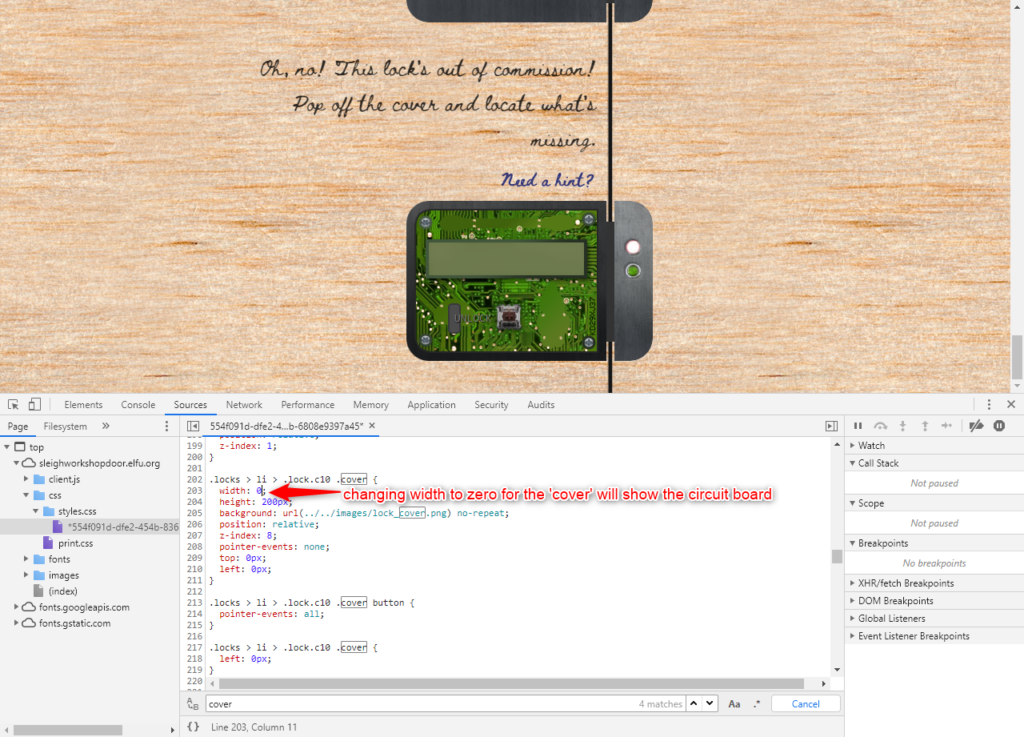 Oh, no! This lock's out of commission!
Pop off the cover and locate what's
missing.
Need a hint?
UNLOCK
Elements Console Sources Network Performance Memory Application Security Audits
Page Filesystem »
554f091d-dfe2-4...b-6808e9397a45* ×
top
sleighworkshopdoor.elfu.org
client.js
css
styles.css
*554f091d-dfe2-454b-836
print.css
fonts
images
(index)
fonts.googleapis.com
fonts.gstatic.com
199 z-index: 1;
200 }
201
202 .locks > li > .lock.c10 .cover {
203 width: 0;
204 height: 200px;
205 background: url(../../images/lock_cover.png) no-repeat;
206 position: relative;
207 z-index: 8;
208 pointer-events: none;
209 top: 0px;
210 left: 0px;
211 }
212
213 .locks > li > .lock.c10 .cover button {
214 pointer-events: all;
215 }
216
217 .locks > li > .lock.c10 .cover {
218 left: 0px;
219 }
220
changing width to zero for the 'cover' will show the circuit board
cover 4 matches Aa .* Cancel
{} Line 203, Column 11
Watch
Call Stack
Not paused
Scope
Not paused
Breakpoints
No breakpoints
XHR/fetch Breakpoints
DOM Breakpoints
Global Listeners
Event Listener Breakpoints